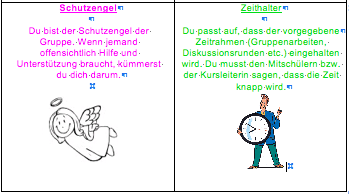 Schutzengel
Du bist der Schutzengel der
Gruppe. Wenn jemand
offensichtlich Hilfe und
Unterstützung braucht, kümmerst
du dich darum.
Zeithalter
Du passt auf, dass der vorgegebene
Zeitrahmen (Gruppenarbeiten,
Diskussionsrunden etc.) eingehalten
wird. Du musst den Mitschülern bzw.
der Kursleiterin sagen, dass die Zeit
knapp wird.